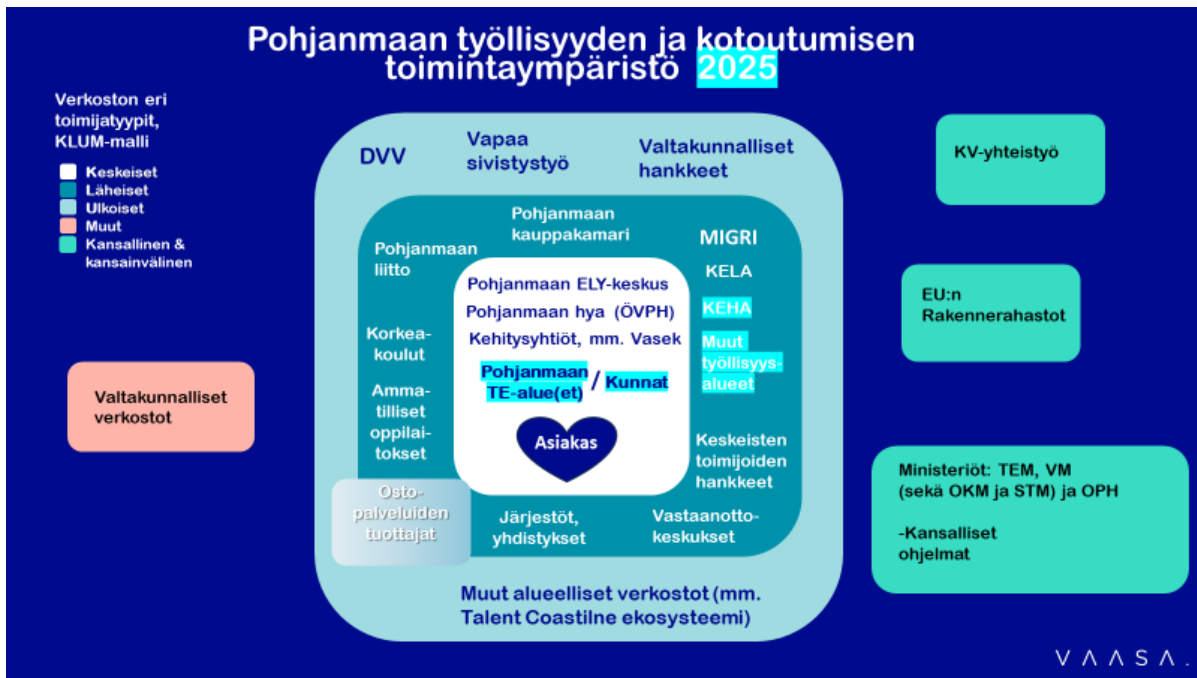 Pohjanmaan työllisyyden ja kotoutumisen
toimintaympäristö 2025
Verkoston eri
toimijatyypit,
KLUM-malli
Keskeiset
Läheiset
Ulkoiset
Muut
Kansallinen &
kansainvälinen
DVV
Vapaa
sivistystyö
Valtakunnalliset
hankkeet
Pohjanmaan
kauppakamari
Pohjanmaan
liitto
MIGRI
KELA
KEHA
Muut
työllisyys-
alueet
Korkea-
koulut
Amma-
tilliset
oppilai-
tokset
Pohjanmaan ELY-keskus
Pohjanmaan hya (ÖVPH)
Kehitysyhtiöt, mm. Vasek
Pohjanmaan
TE-alue(et) / Kunnat
Asiakas
Keskeisten
toimijoiden
hankkeet
Osto-
palveluiden
tuottajat
Järjestöt,
yhdistykset
Vastaanotto-
keskukset
Muut alueelliset verkostot (mm.
Talent Coastilne ekosysteemi)
Valtakunnalliset
verkostot
KV-yhteistyö
EU:n
Rakennerahastot
Ministeriöt: TEM, VM
(sekä OKM ja STM) ja OPH
-Kansalliset
ohjelmat
VAASA.